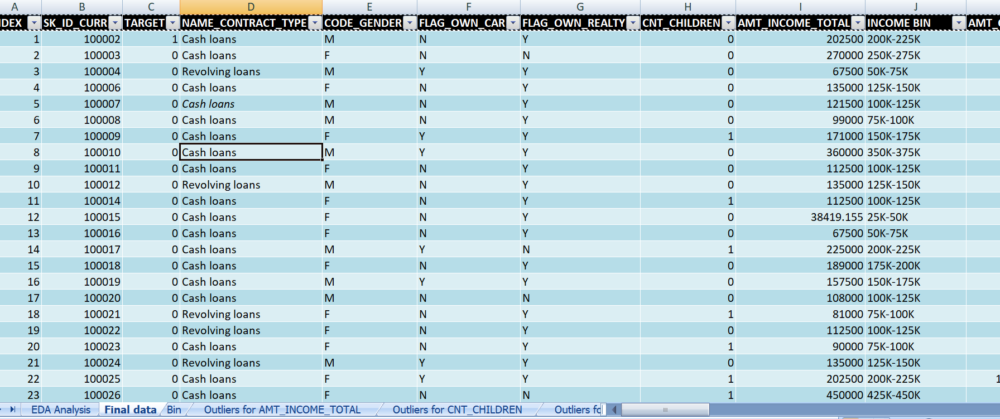 A B C D E F G H I J
DEX SK_ID_CURR TARGET NAME_CONTRACT_TYPE CODE_GENDER FLAG_OWN_CAR FLAG_OWN_REALTY CNT_CHILDREN AMT_INCOME_TOTAL INCOME BIN AMT_
1 100002 1 Cash loans M N Y 0 202500 200K-225K
2 100003 0 Cash loans F N N 0 270000 250K-275K
3 100004 0 Revolving loans M Y Y 0 67500 50K-75K
4 100006 0 Cash loans F N Y 0 135000 125K-150K
5 100007 0 Cash loans M N Y 0 121500 100K-125K
6 100008 0 Cash loans M N Y 0 99000 75K-100K
7 100009 0 Cash loans F Y Y 1 171000 150K-175K
8 100010 0 Cash loans M Y Y 0 360000 350K-375K
9 100011 0 Cash loans F N Y 0 112500 100K-125K
10 100012 0 Revolving loans M N Y 0 135000 125K-150K
11 100014 0 Cash loans F N Y 1 112500 100K-125K
12 100015 0 Cash loans F N Y 0 38419.155 25K-50K
13 100016 0 Cash loans F N Y 0 67500 50K-75K
14 100017 0 Cash loans M Y N 1 225000 200K-225K
15 100018 0 Cash loans F N Y 0 189000 175K-200K
16 100019 0 Cash loans M Y Y 0 157500 150K-175K
17 100020 0 Cash loans M N N 0 108000 100K-125K
18 100021 0 Revolving loans F N Y 1 81000 75K-100K
19 100022 0 Revolving loans F N Y 0 112500 100K-125K
20 100023 0 Cash loans F N Y 1 90000 75K-100K
21 100024 0 Revolving loans M Y Y 0 135000 125K-150K
22 100025 0 Cash loans F Y Y 1 202500 200K-225K 1
23 100026 0 Cash loans F N N 1 450000 425K-450K
EDA Analysis Final data Bin Outliers for AMT_INCOME_TOTAL Outliers for CNT_CHILDREN Outliers fo